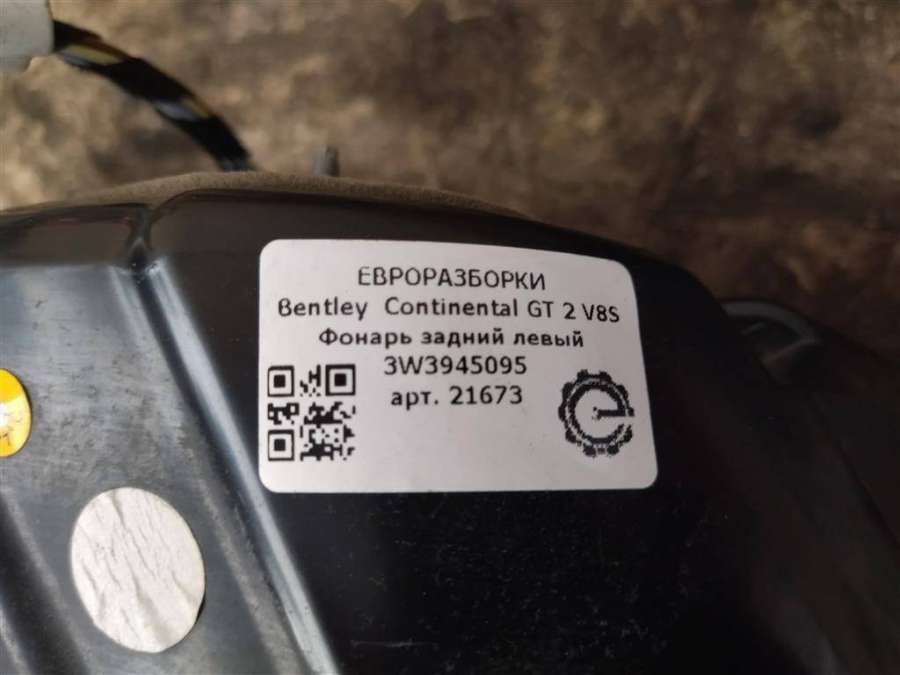 ЕВРОРАЗБОРКИ
Bentley Continental GT 2 V8S
Фонарь задний левый
3W3945095
арт. 21673